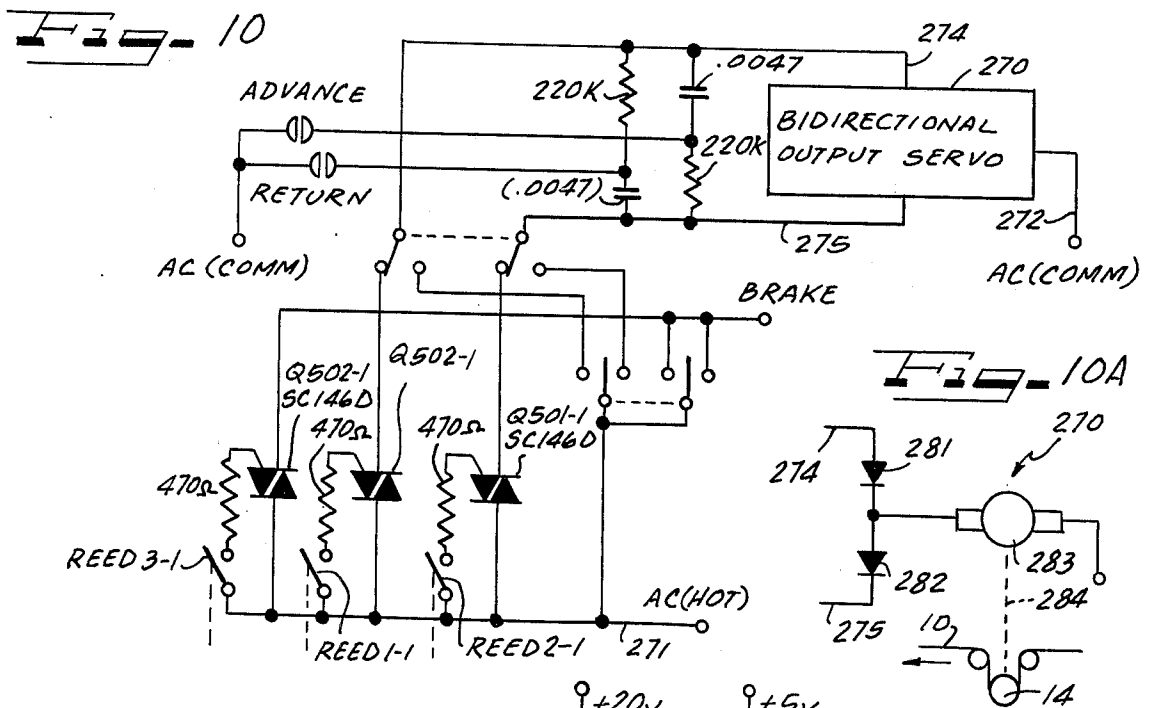 Fig-10
274
270
.0047
ADVANCE
220K
BIDIRECTIONAL
OUTPUT SERVO
220K
RETURN
(.0047)
272
275
AC (COMM)
AC (COMM)
BRAKE
Fig-10A
Q502-1
Q502-1
SC146D
470Ω
470Ω
Q501-1
SC146D
470Ω
270
281
274
283
282
284
REED 3-1
AC(HOT)
275
10
REED 1-1
REED 2-1
271
14
+20v
+5v